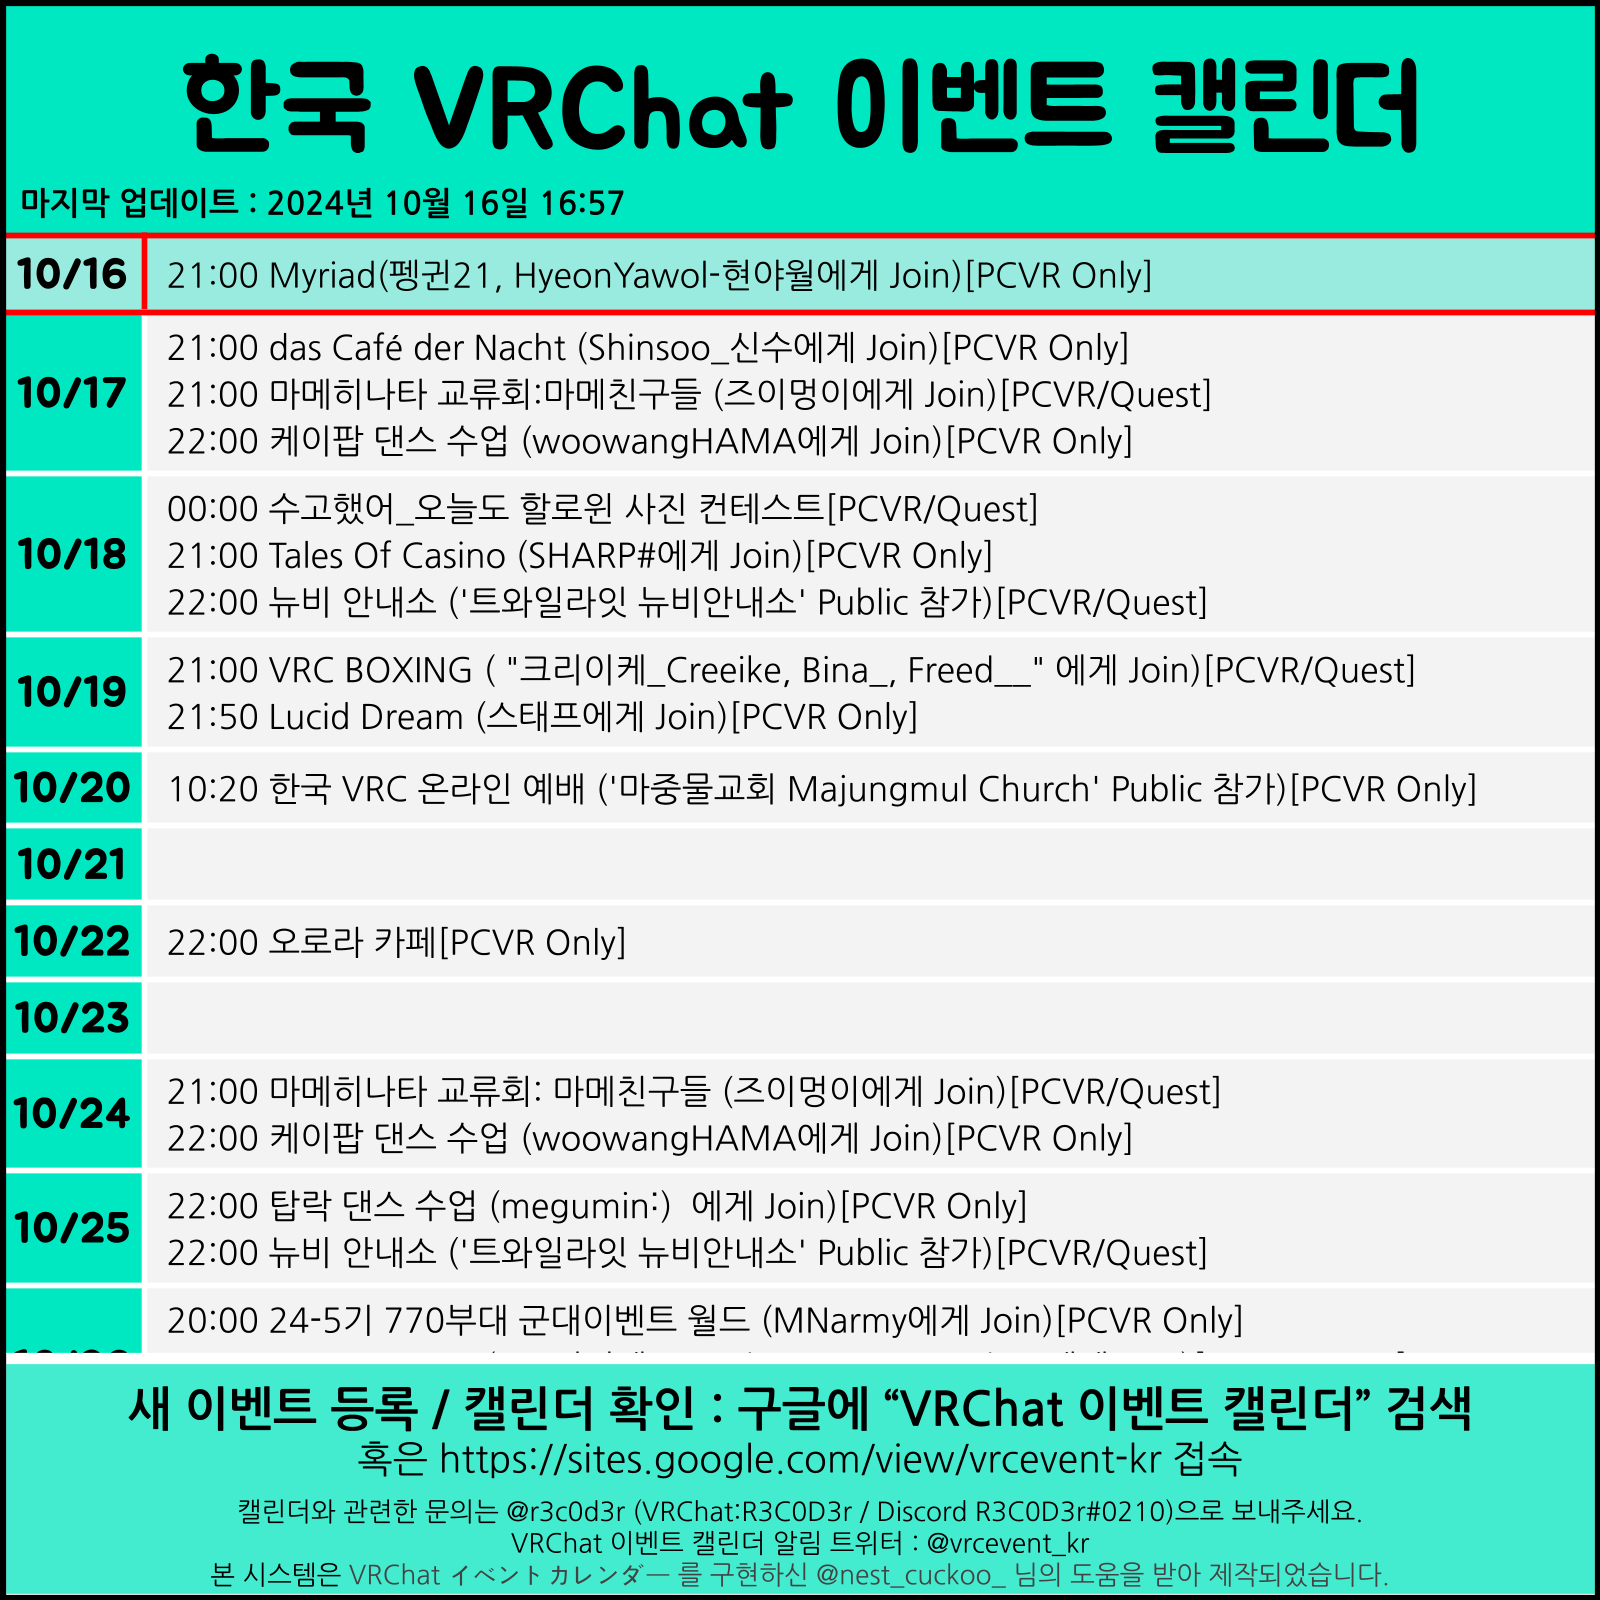 한국 VRChat 이벤트 캘린더
마지막 업데이트 : 2024년 10월 16일 16:57
10/16
21:00 Myriad(펭귄21, HyeonYawol-현야월에게 Join)[PCVR Only]
10/17
21:00 das Café der Nacht (Shinsoo_신수에게 Join)[PCVR Only]
21:00 마메히나타 교류회:마메친구들 (즈이멍이에게 Join)[PCVR/Quest]
22:00 케이팝 댄스 수업 (woowangHAMA에게 Join)[PCVR Only]
10/18
00:00 수고했어_오늘도 할로윈 사진 컨테스트[PCVR/Quest]
21:00 Tales Of Casino (SHARP#에게 Join)[PCVR Only]
22:00 뉴비 안내소 ('트와일라잇 뉴비안내소' Public 참가)[PCVR/Quest]
10/19
21:00 VRC BOXING ( "크리이케_Creeike, Bina_, Freed__" 에게 Join)[PCVR/Quest]
21:50 Lucid Dream (스태프에게 Join)[PCVR Only]
10/20
10:20 한국 VRC 온라인 예배 ('마중물교회 Majungmul Church' Public 참가)[PCVR Only]
10/21
10/22
22:00 오로라 카페[PCVR Only]
10/23
10/24
21:00 마메히나타 교류회: 마메친구들 (즈이멍이에게 Join)[PCVR/Quest]
22:00 케이팝 댄스 수업 (woowangHAMA에게 Join)[PCVR Only]
10/25
22:00 탑락 댄스 수업 (megumin:)  에게 Join)[PCVR Only]
22:00 뉴비 안내소 ('트와일라잇 뉴비안내소' Public 참가)[PCVR/Quest]
20:00 24-5기 770부대 군대이벤트 월드 (MNarmy에게 Join)[PCVR Only]
새 이벤트 등록 / 캘린더 확인 : 구글에 “VRChat 이벤트 캘린더” 검색
혹은 https://sites.google.com/view/vrcevent-kr 접속
캘린더와 관련한 문의는 @r3c0d3r (VRChat:R3C0D3r / Discord R3C0D3r#0210)으로 보내주세요.
VRChat 이벤트 캘린더 알림 트위터 : @vrcevent_kr
본 시스템은 VRChat イベントカレンダー 를 구현하신 @nest_cuckoo_ 님의 도움을 받아 제작되었습니다.